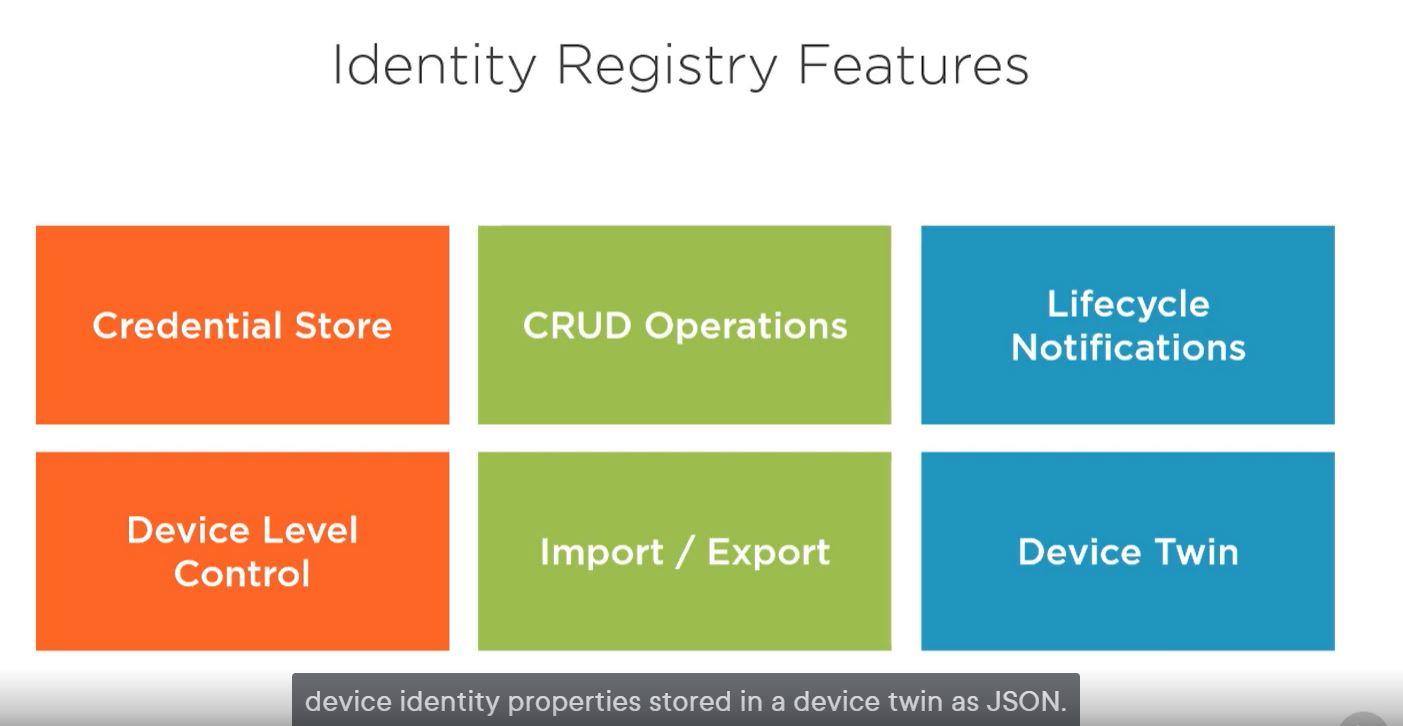 Identity Registry Features
Credential Store
CRUD Operations
Lifecycle
Notifications
Device Level
Control
Import / Export
Device Twin
device identity properties stored in a device twin as JSON.